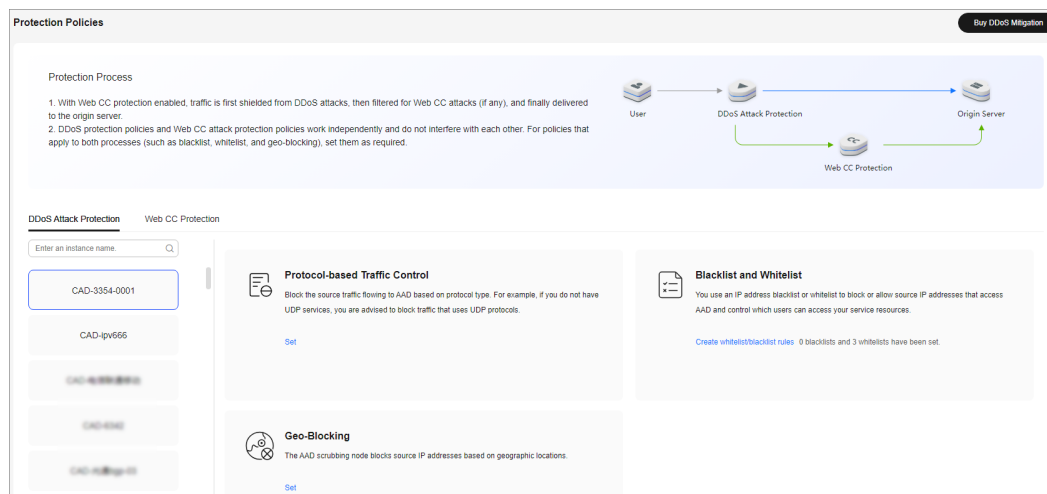 Protection Policies
Buy DDoS Mitigation
Protection Process
1. With Web CC protection enabled, traffic is first shielded from DDoS attacks, then filtered for Web CC attacks (if any), and finally delivered
to the origin server.
2. DDoS protection policies and Web CC attack protection policies work independently and do not interfere with each other. For policies that
apply to both processes (such as blacklist, whitelist, and geo-blocking), set them as required.
User
DDoS Attack Protection
Origin Server
Web CC Protection
DDoS Attack Protection
Web CC Protection
Enter an instance name.
CAD-3354-0001
CAD-ipv666
Protocol-based Traffic Control
Block the source traffic flowing to AAD based on protocol type. For example, if you do not have
UDP services, you are advised to block traffic that uses UDP protocols.
Set
Blacklist and Whitelist
You use an IP address blacklist or whitelist to block or allow source IP addresses that access
AAD and control which users can access your service resources.
Create whitelist/blacklist rules 0 blacklists and 3 whitelists have been set.
Geo-Blocking
The AAD scrubbing node blocks source IP addresses based on geographic locations.
Set